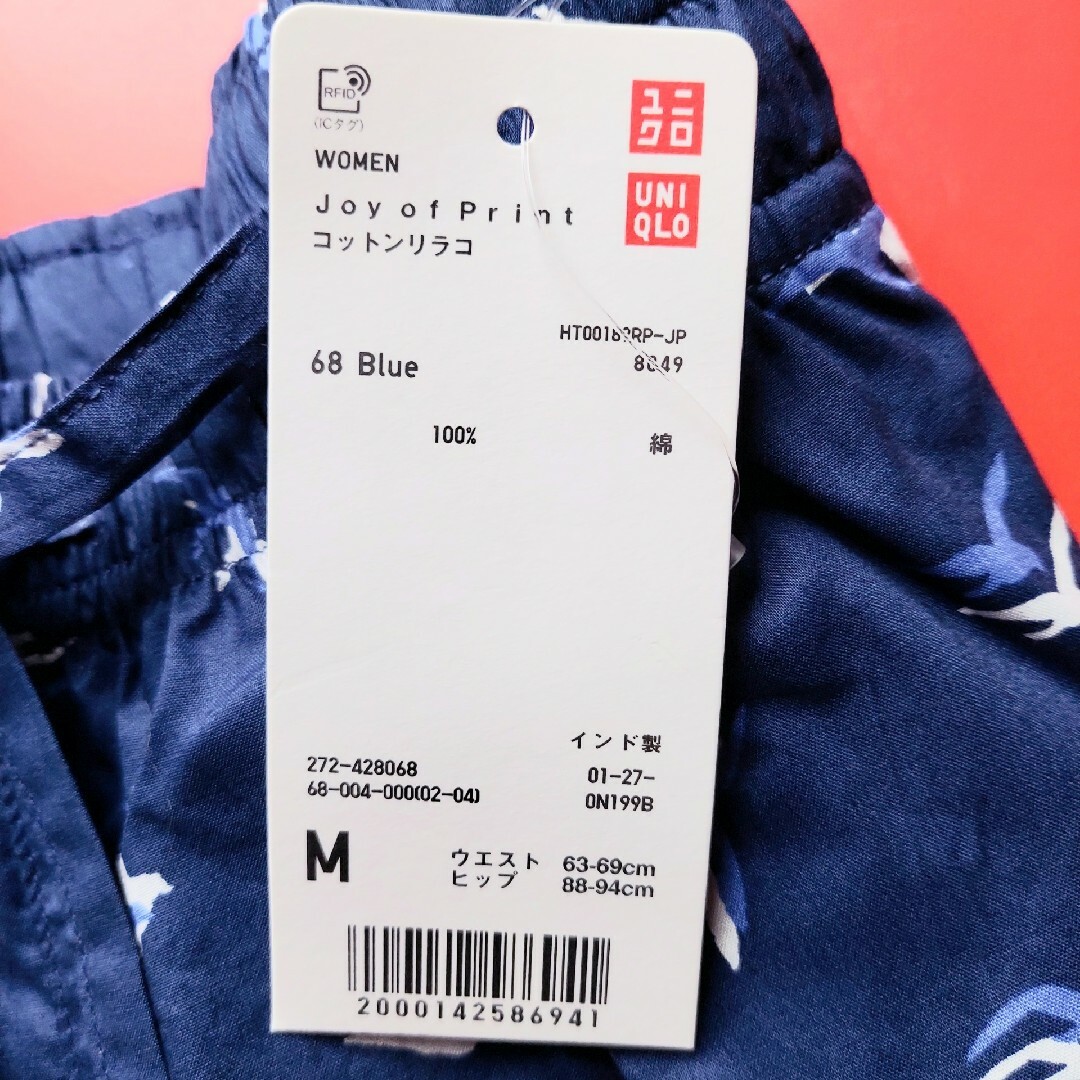 RFID
(ICタグ)
ユニ
クロ
UNI
QLO
WOMEN
Joy of Print
コットンリラコ
68 Blue
100%
綿
インド製
272-428068
01-27-
68-004-000(02-04)
0N199B
M
ウエスト 63-69cm
ヒップ 88-94cm
2000142586941